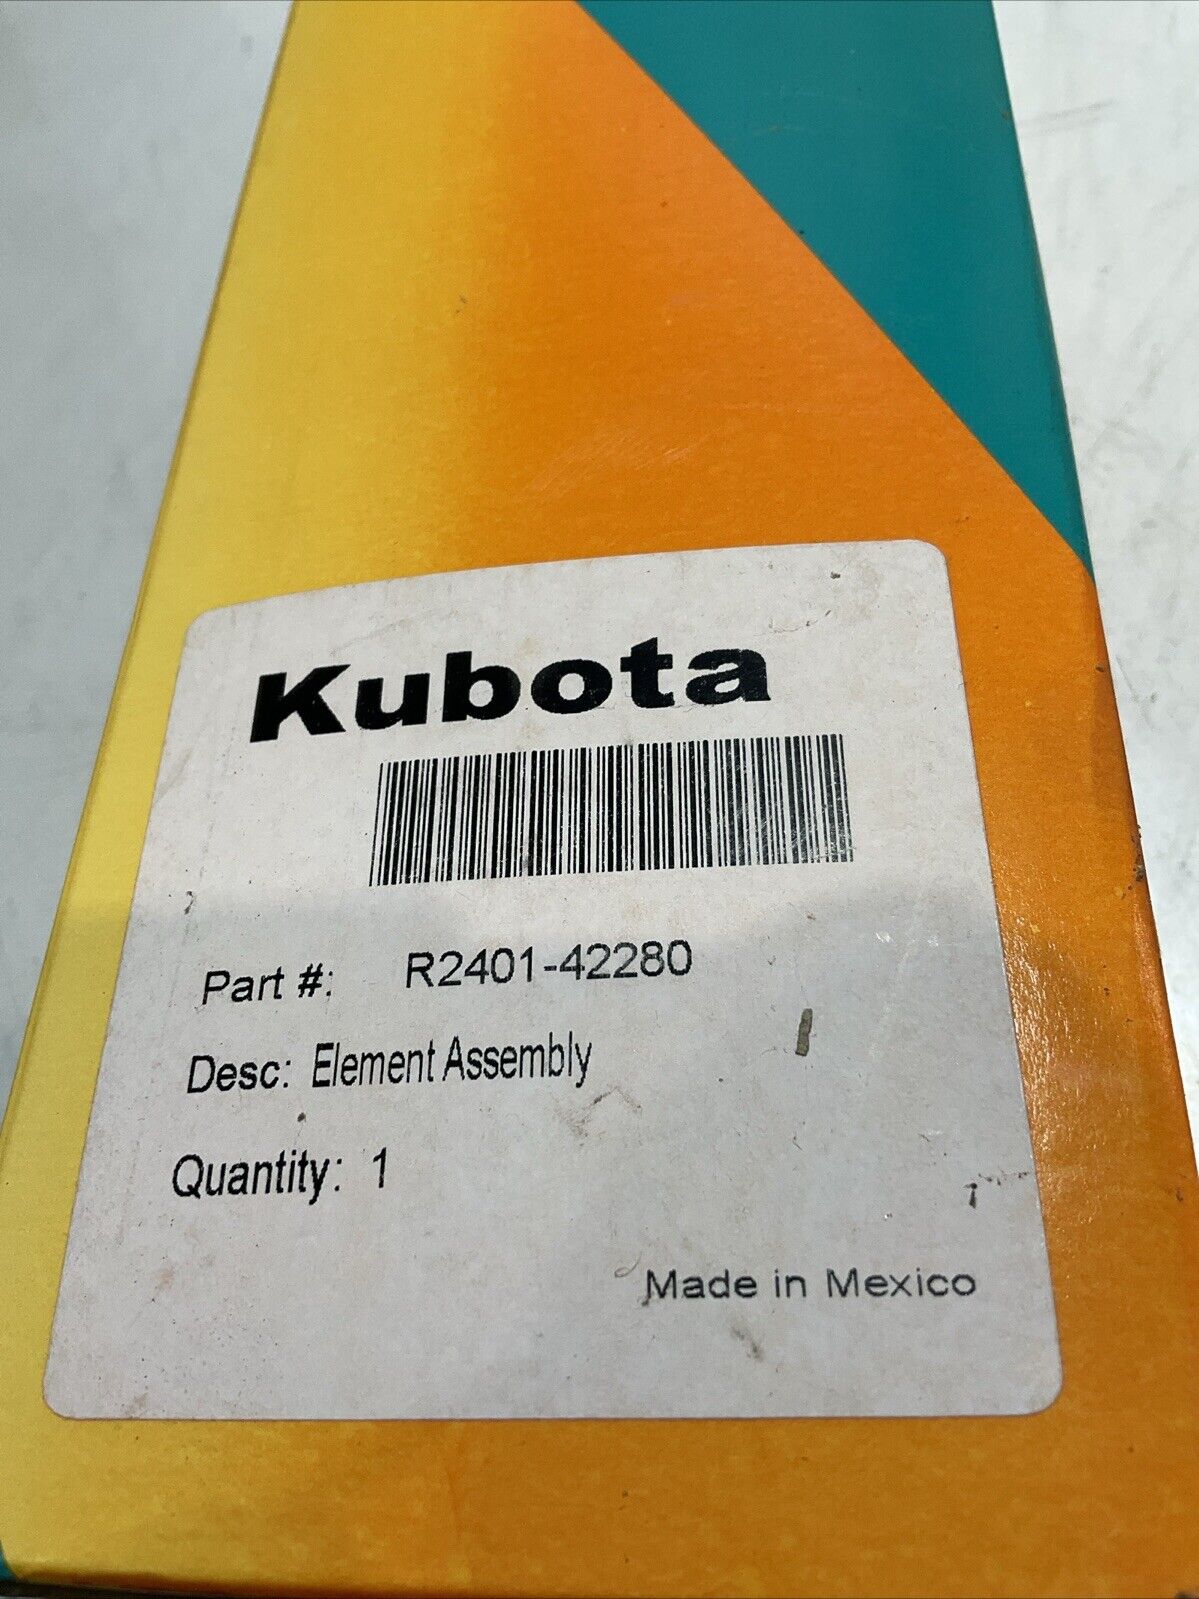 Kubota
Part #: R2401-42280
Desc: Element Assembly
Quantity: 1
Made in Mexico